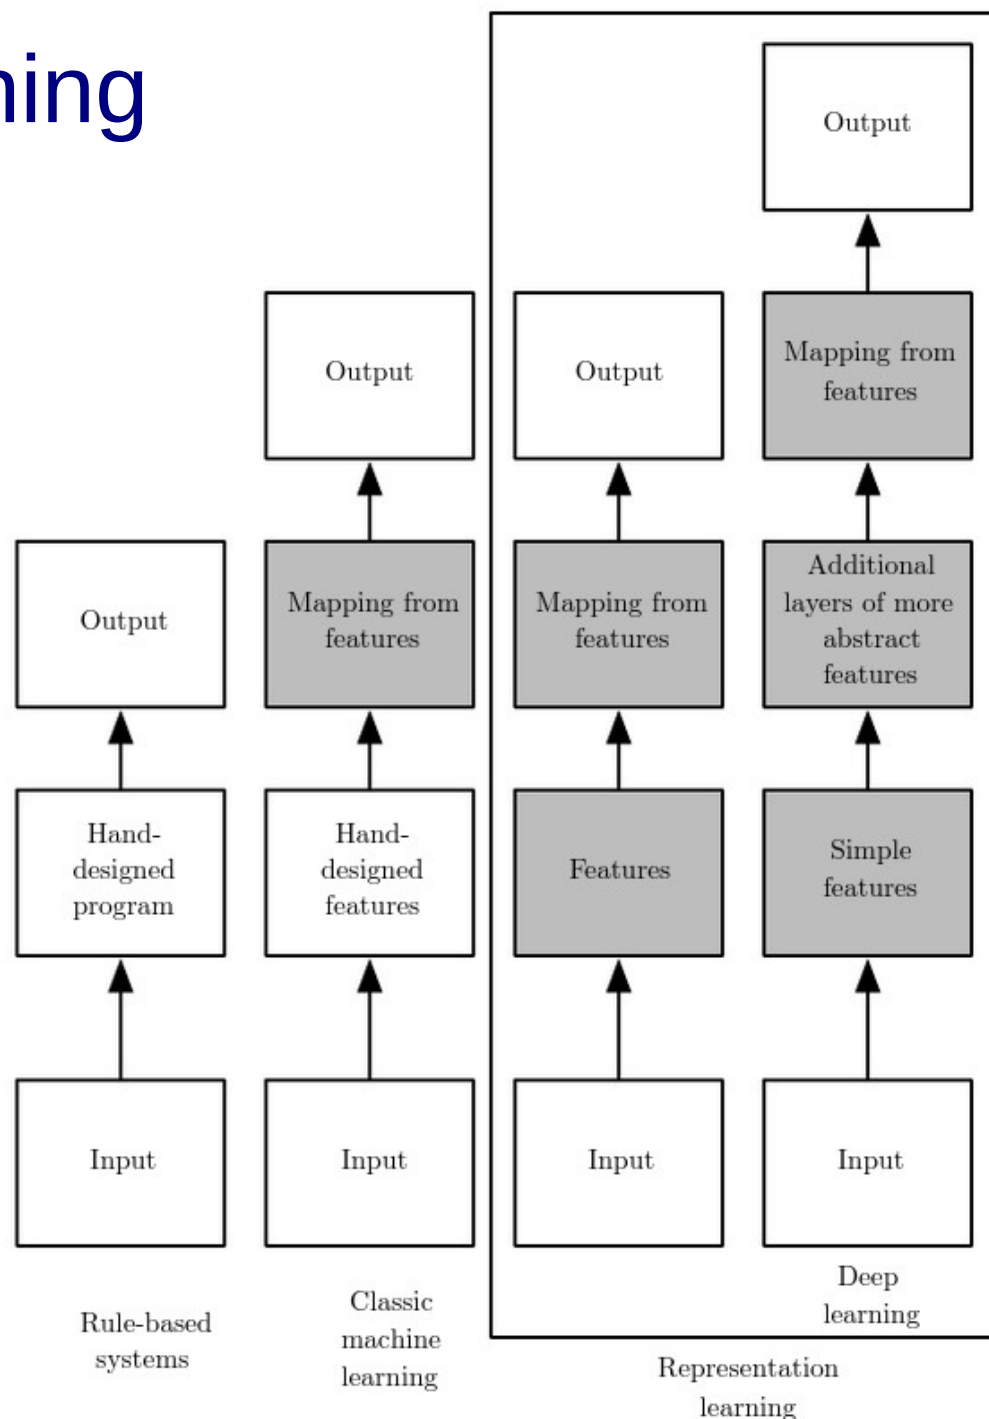 ning
Output
Output
Output
Mapping from
features
Output
Mapping from
features
Mapping from
features
Additional
layers of more
abstract
features
Hand-
designed
program
Hand-
designed
features
Features
Simple
features
Input
Input
Input
Input
Rule-based
systems
Classic
machine
learning
Deep
learning
Representation
learning